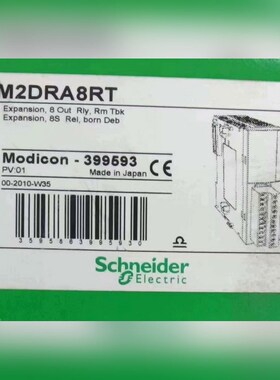 M2DRA8RT
Expansion, 8 Out Rly, Rm Tbk
Expansion, 8S Rel, born Deb
Modicon - 399593
PV:01
Made in Japan
CE
00-2010-W35
Schneider
Electric